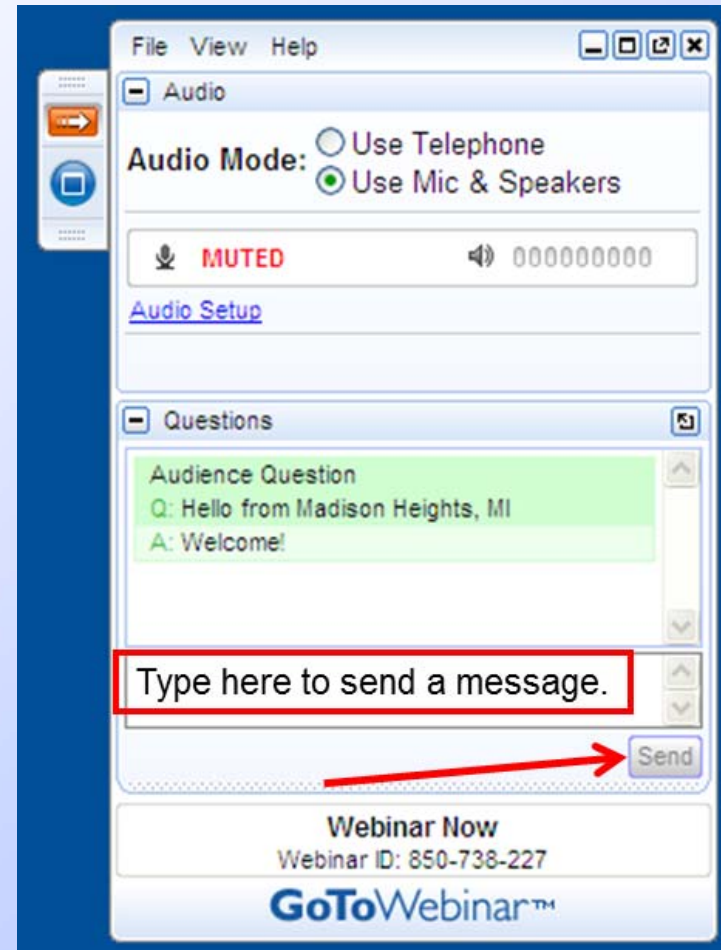 File View Help
Audio
Audio Mode: Use Telephone
Use Mic & Speakers
MUTED 000000000
Audio Setup
Questions
Audience Question
Q: Hello from Madison Heights, MI
A: Welcome!
Type here to send a message.
Send
Webinar Now
Webinar ID: 850-738-227
GoToWebinar™